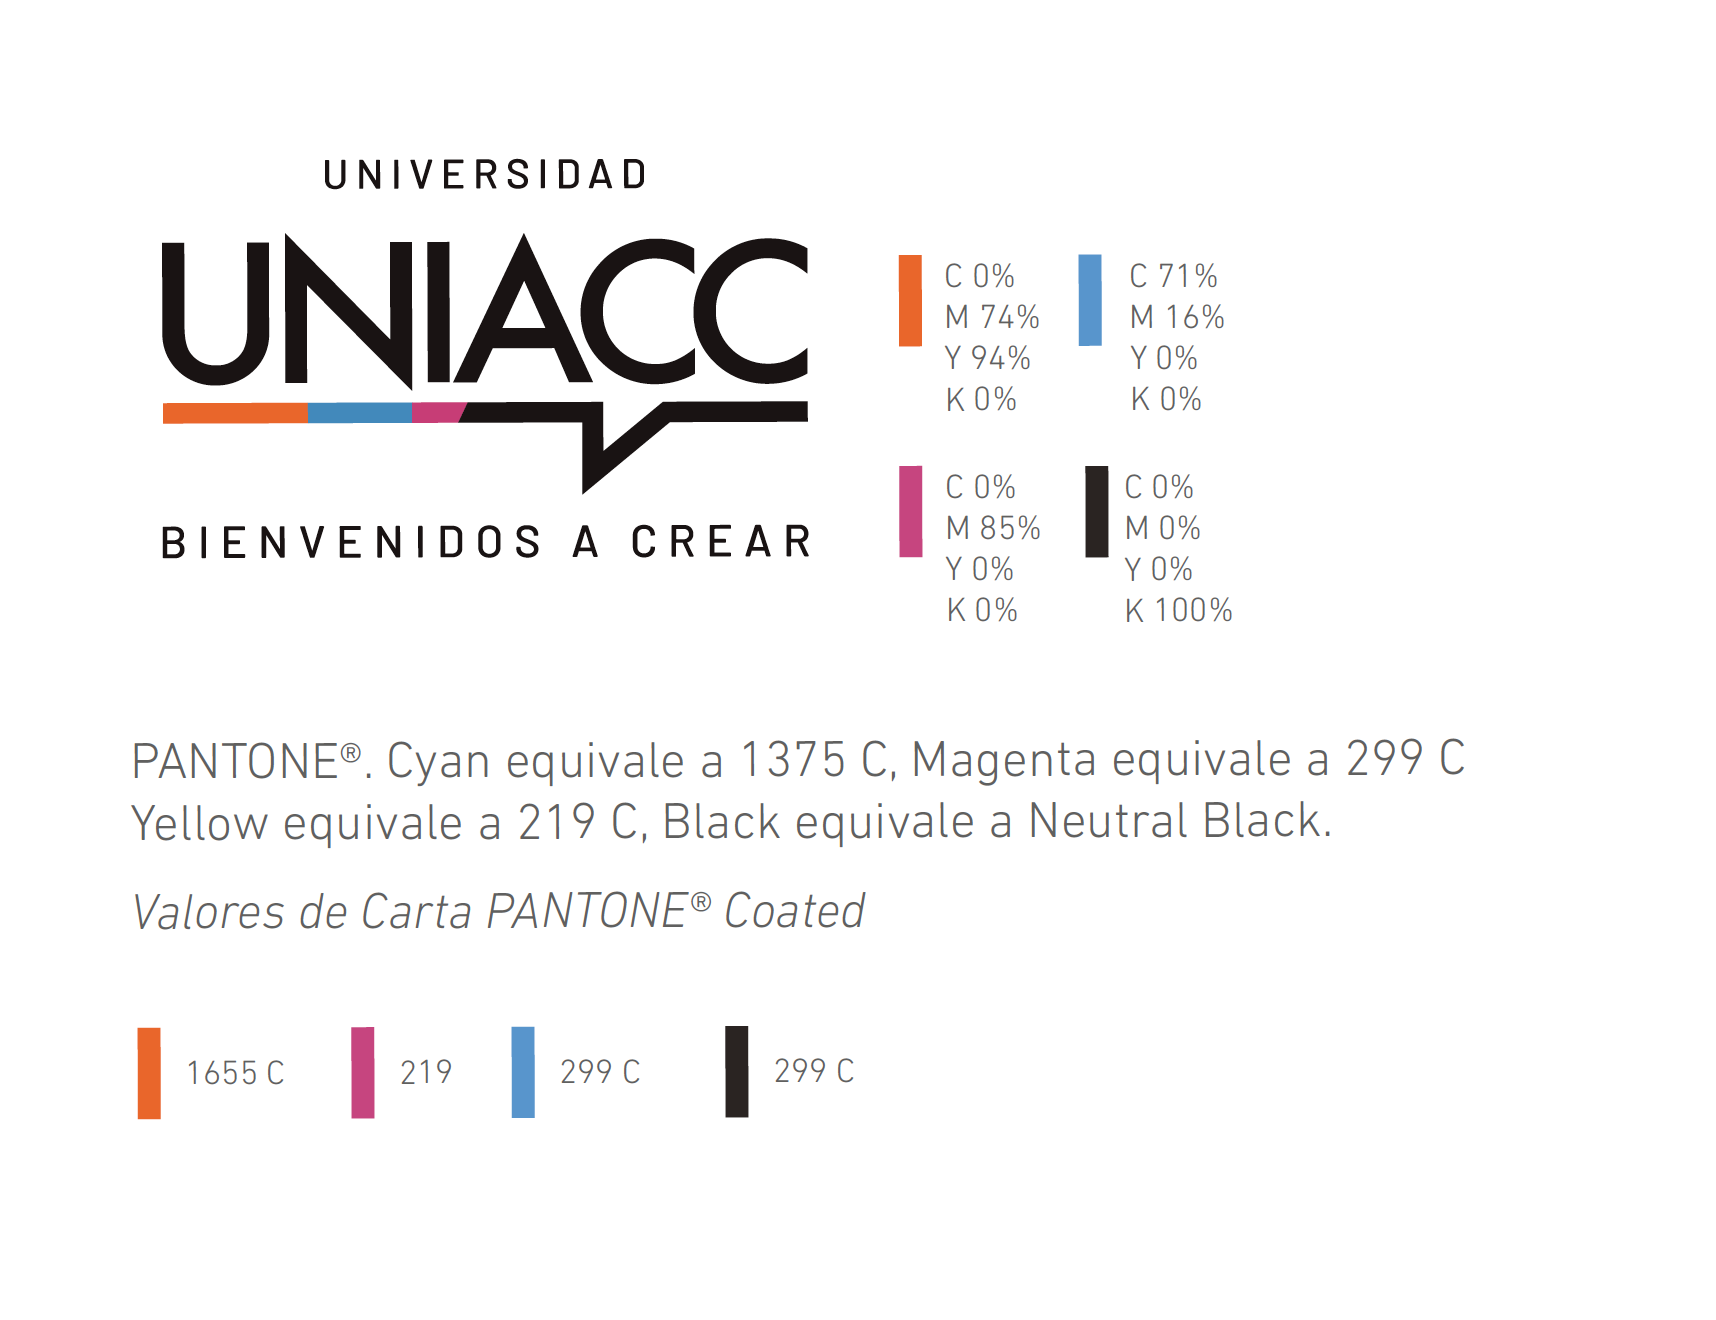 UNIVERSIDAD
UNIACC
BIENVENIDOS A CREAR
C 0%
M 74%
Y 94%
K 0%
C 71%
M 16%
Y 0%
K 0%
C 0%
M 85%
Y 0%
K 0%
C 0%
M 0%
Y 0%
K 100%
PANTONE®. Cyan equivale a 1375 C, Magenta equivale a 299 C
Yellow equivale a 219 C, Black equivale a Neutral Black.
Valores de Carta PANTONE® Coated
1655 C
219
299 C
299 C